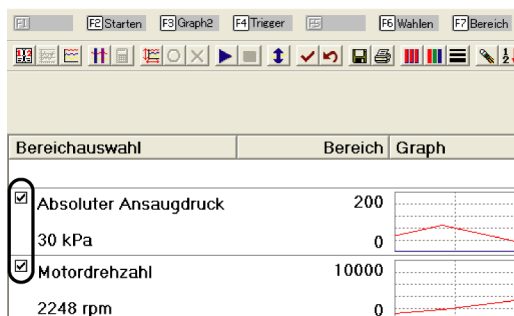 F1 F2 Starten F3 Graph2 F4 Trigger F5 F6 Wahlen F7 Bereich
Bereichauswahl Bereich Graph
Absoluter Ansaugdruck 200
30 kPa 0
Motordrehzahl 10000
2248 rpm 0